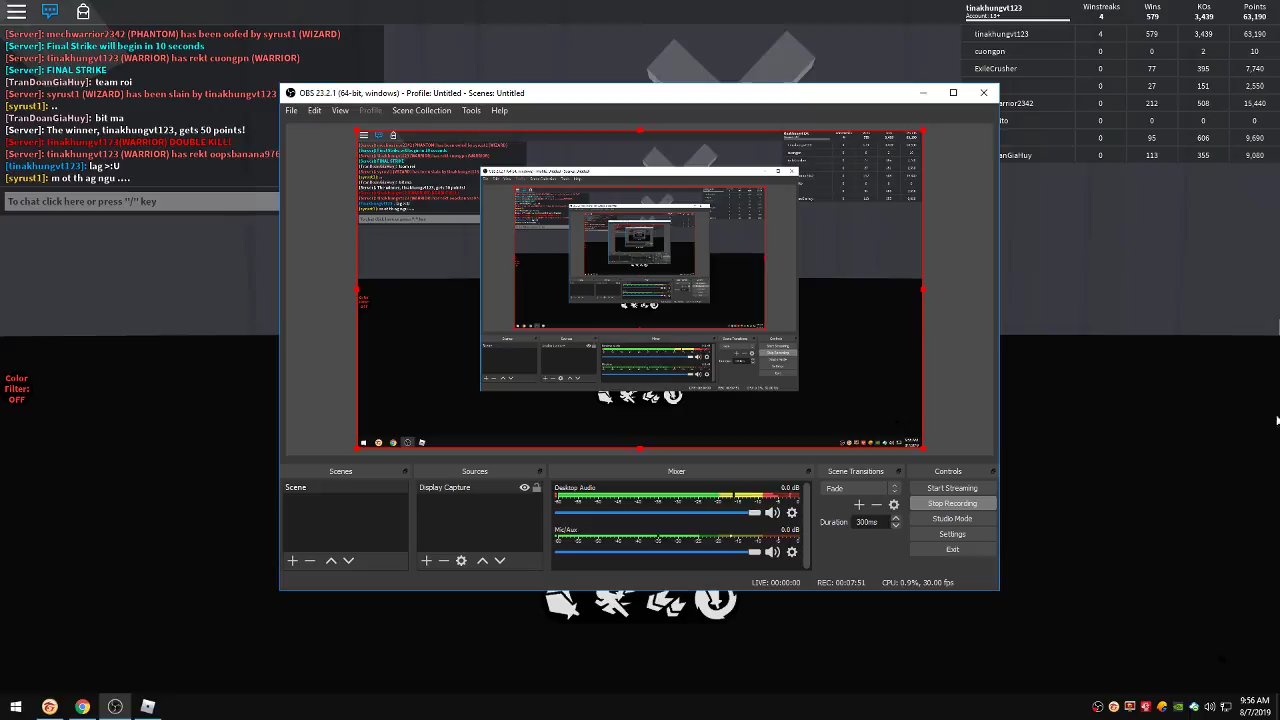 tinakhungvt123
Account: 13+
Winstreaks
Wins
KOs
Points
4
579
3,439
63,190
[Server]: mechwarrior2342 (PHANTOM) has been oofed by syrust1 (WIZARD)
[Server]: Final Strike will begin in 10 seconds
[Server]: tinakhungvt123 (WARRIOR) has rekt cuongpn (WARRIOR)
[Server]: FINAL STRIKE
[TranDoanGiaHuy]: team roi
[Server]: syrust1 (WIZARD) has been slain by tinakhungvt123
[syrust1]: ..
[TranDoanGiaHuy]: bit ma
[Server]: The winner, tinakhungvt123, gets 50 points!
[Server]: tinakhungvt123(WARRIOR) DOUBLE KILL!
[Server]: tinakhungvt123 (WARRIOR) has rekt oopsbanana976
[tinakhungvt123]: lag >:U
[syrust1]: m ot th ag ngu ....
To chat click here or press "/" key
tinakhungvt123 4 579 3,439 63,190
cuongpn 0 0 2 10
ExileCrusher 0 77 395 7,740
0 27 151 2,550
warrior2342 0 212 508 15,440
0
0 95 606 9,690
DoanGiaHuy 0 113 395 9,089
OBS 23.2.1 (64-bit, windows) - Profile: Untitled - Scenes: Untitled
File Edit View Profile Scene Collection Tools Help
Color
Filter:
OFF
Scenes
Sources
Mixer
Scene Transitions
Controls
Scene
Display Capture
Desktop Audio 0.0 dB
Mic/Aux 0.0 dB
Fade
Duration 300ms
Start Streaming
Stop Recording
Studio Mode
Settings
Exit
LIVE: 00:00:00 REC: 00:07:51 CPU: 0.9%, 30.00 fps
9:56 AM
8/7/2019